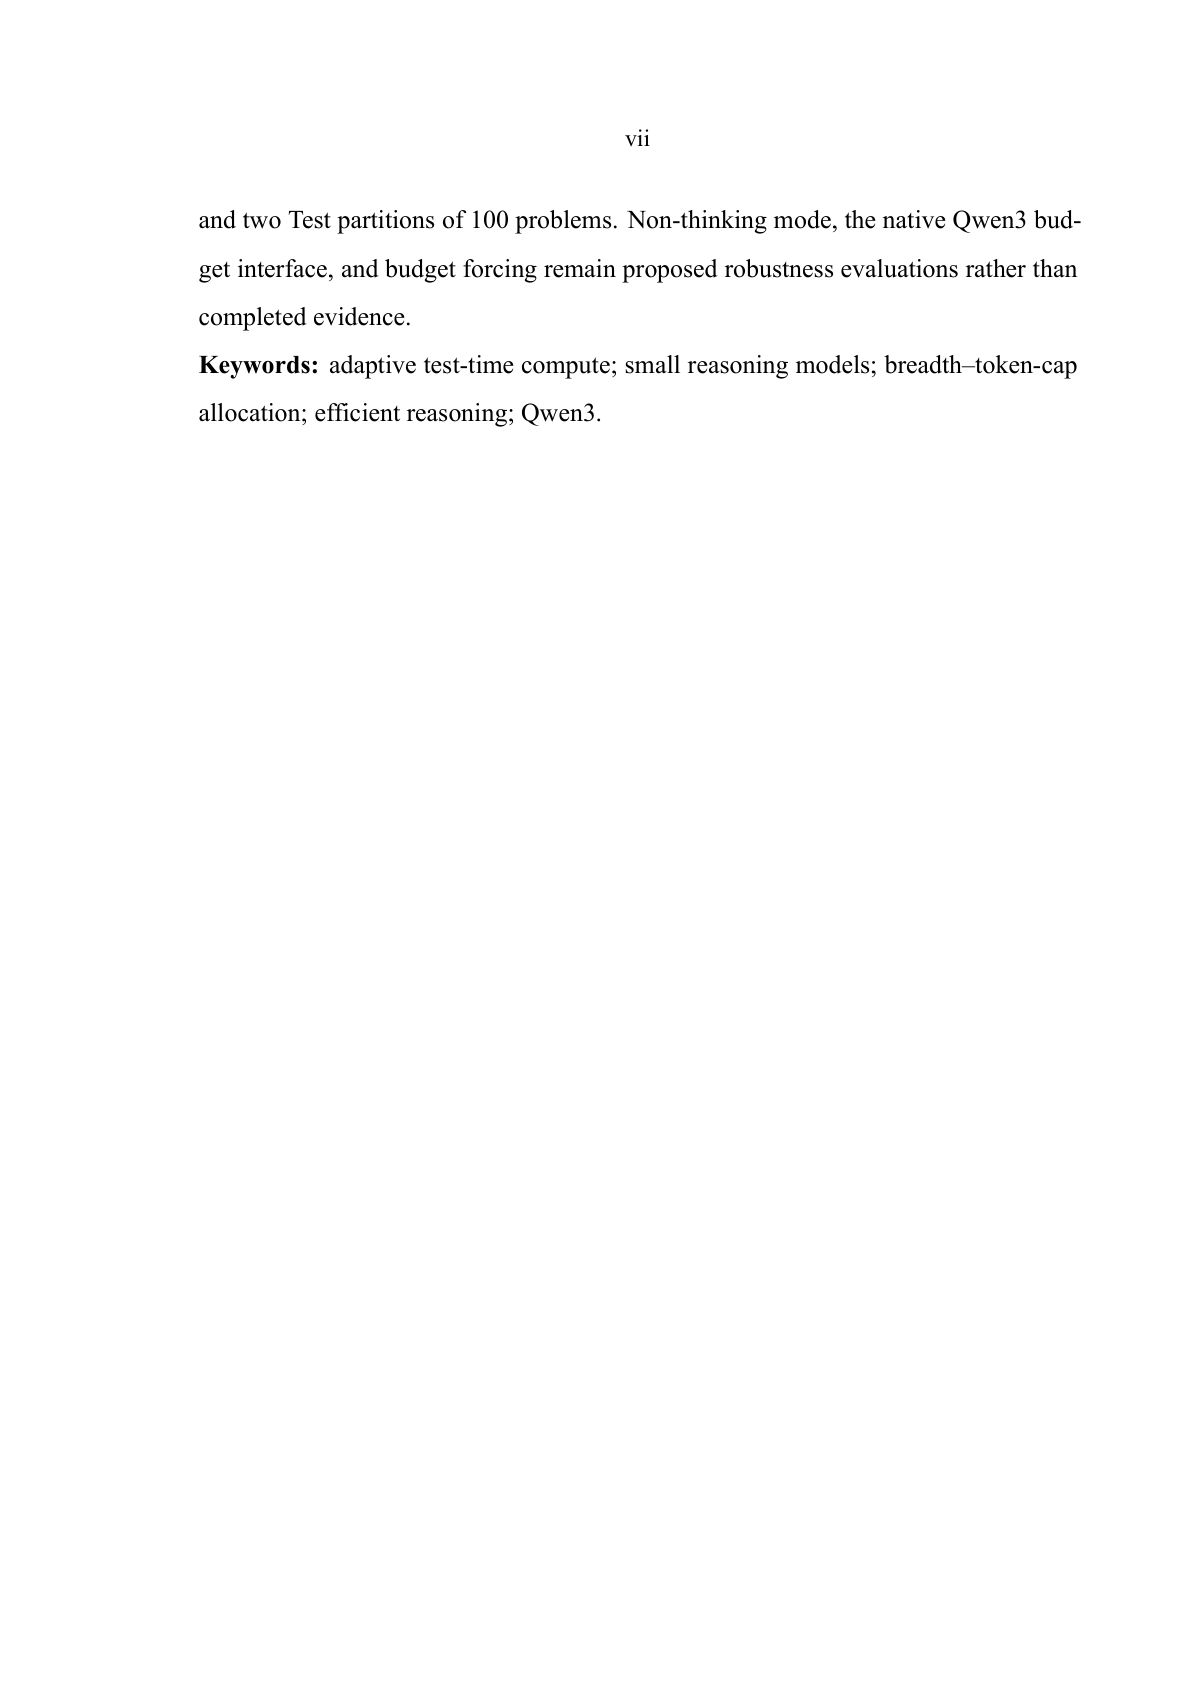 vii
and two Test partitions of 100 problems. Non-thinking mode, the native Qwen3 bud-
get interface, and budget forcing remain proposed robustness evaluations rather than
completed evidence.
Keywords: adaptive test-time compute; small reasoning models; breadth–token-cap
allocation; efficient reasoning; Qwen3.